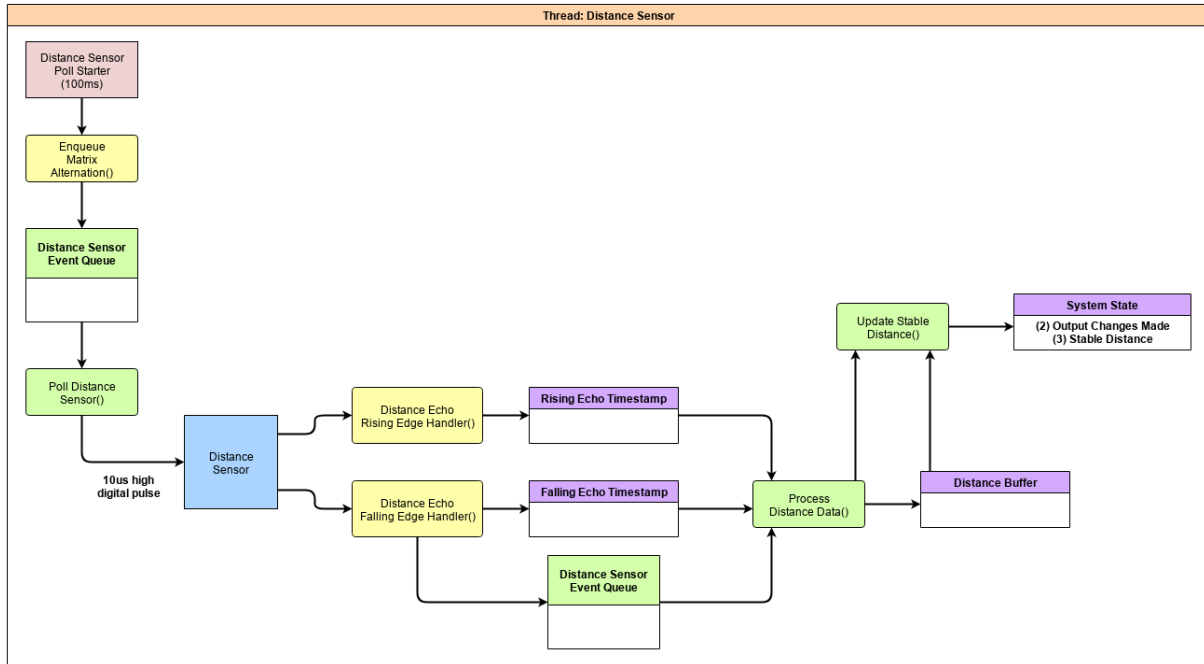 Thread: Distance Sensor
Distance Sensor
Poll Starter
(100ms)
Enqueue
Matrix
Alternation()
Distance Sensor
Event Queue
Poll Distance
Sensor()
10us high
digital pulse
Distance
Sensor
Distance Echo
Rising Edge Handler()
Rising Echo Timestamp
Distance Echo
Falling Edge Handler()
Falling Echo Timestamp
Distance Sensor
Event Queue
Process
Distance Data()
Update Stable
Distance()
Distance Buffer
System State
(2) Output Changes Made
(3) Stable Distance